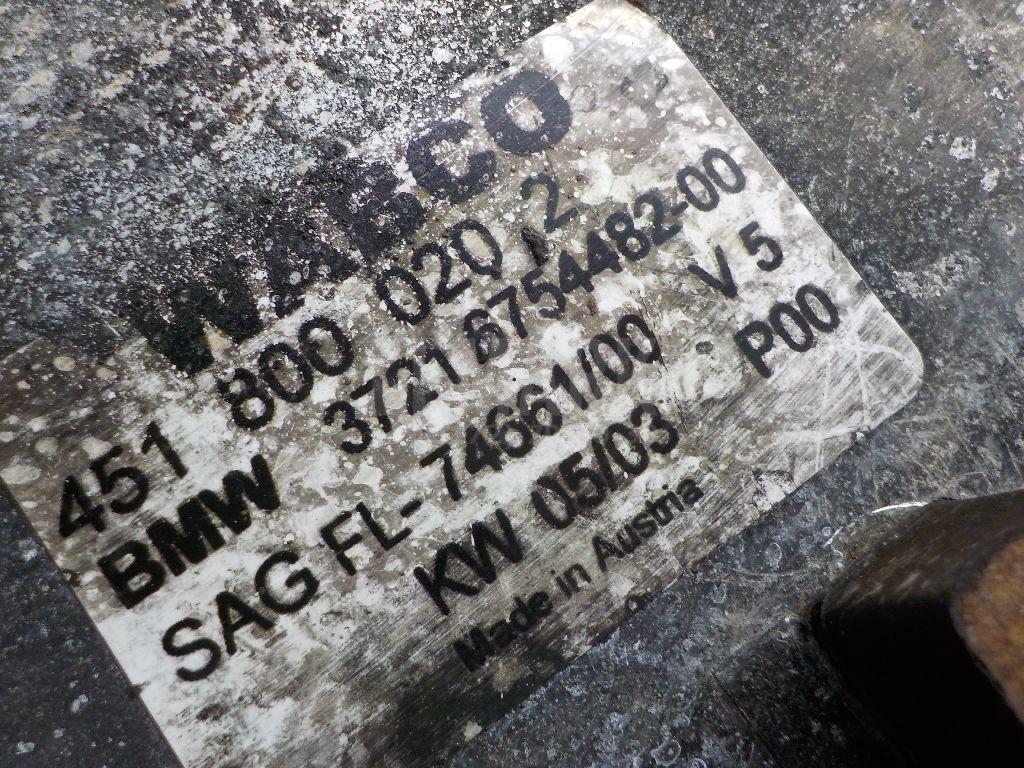 WABCO
451 800 020 2
BMW 3721 6754482-00
SAG FL- 74661/00 V 5
KW 05/03 P00
Made in Austria